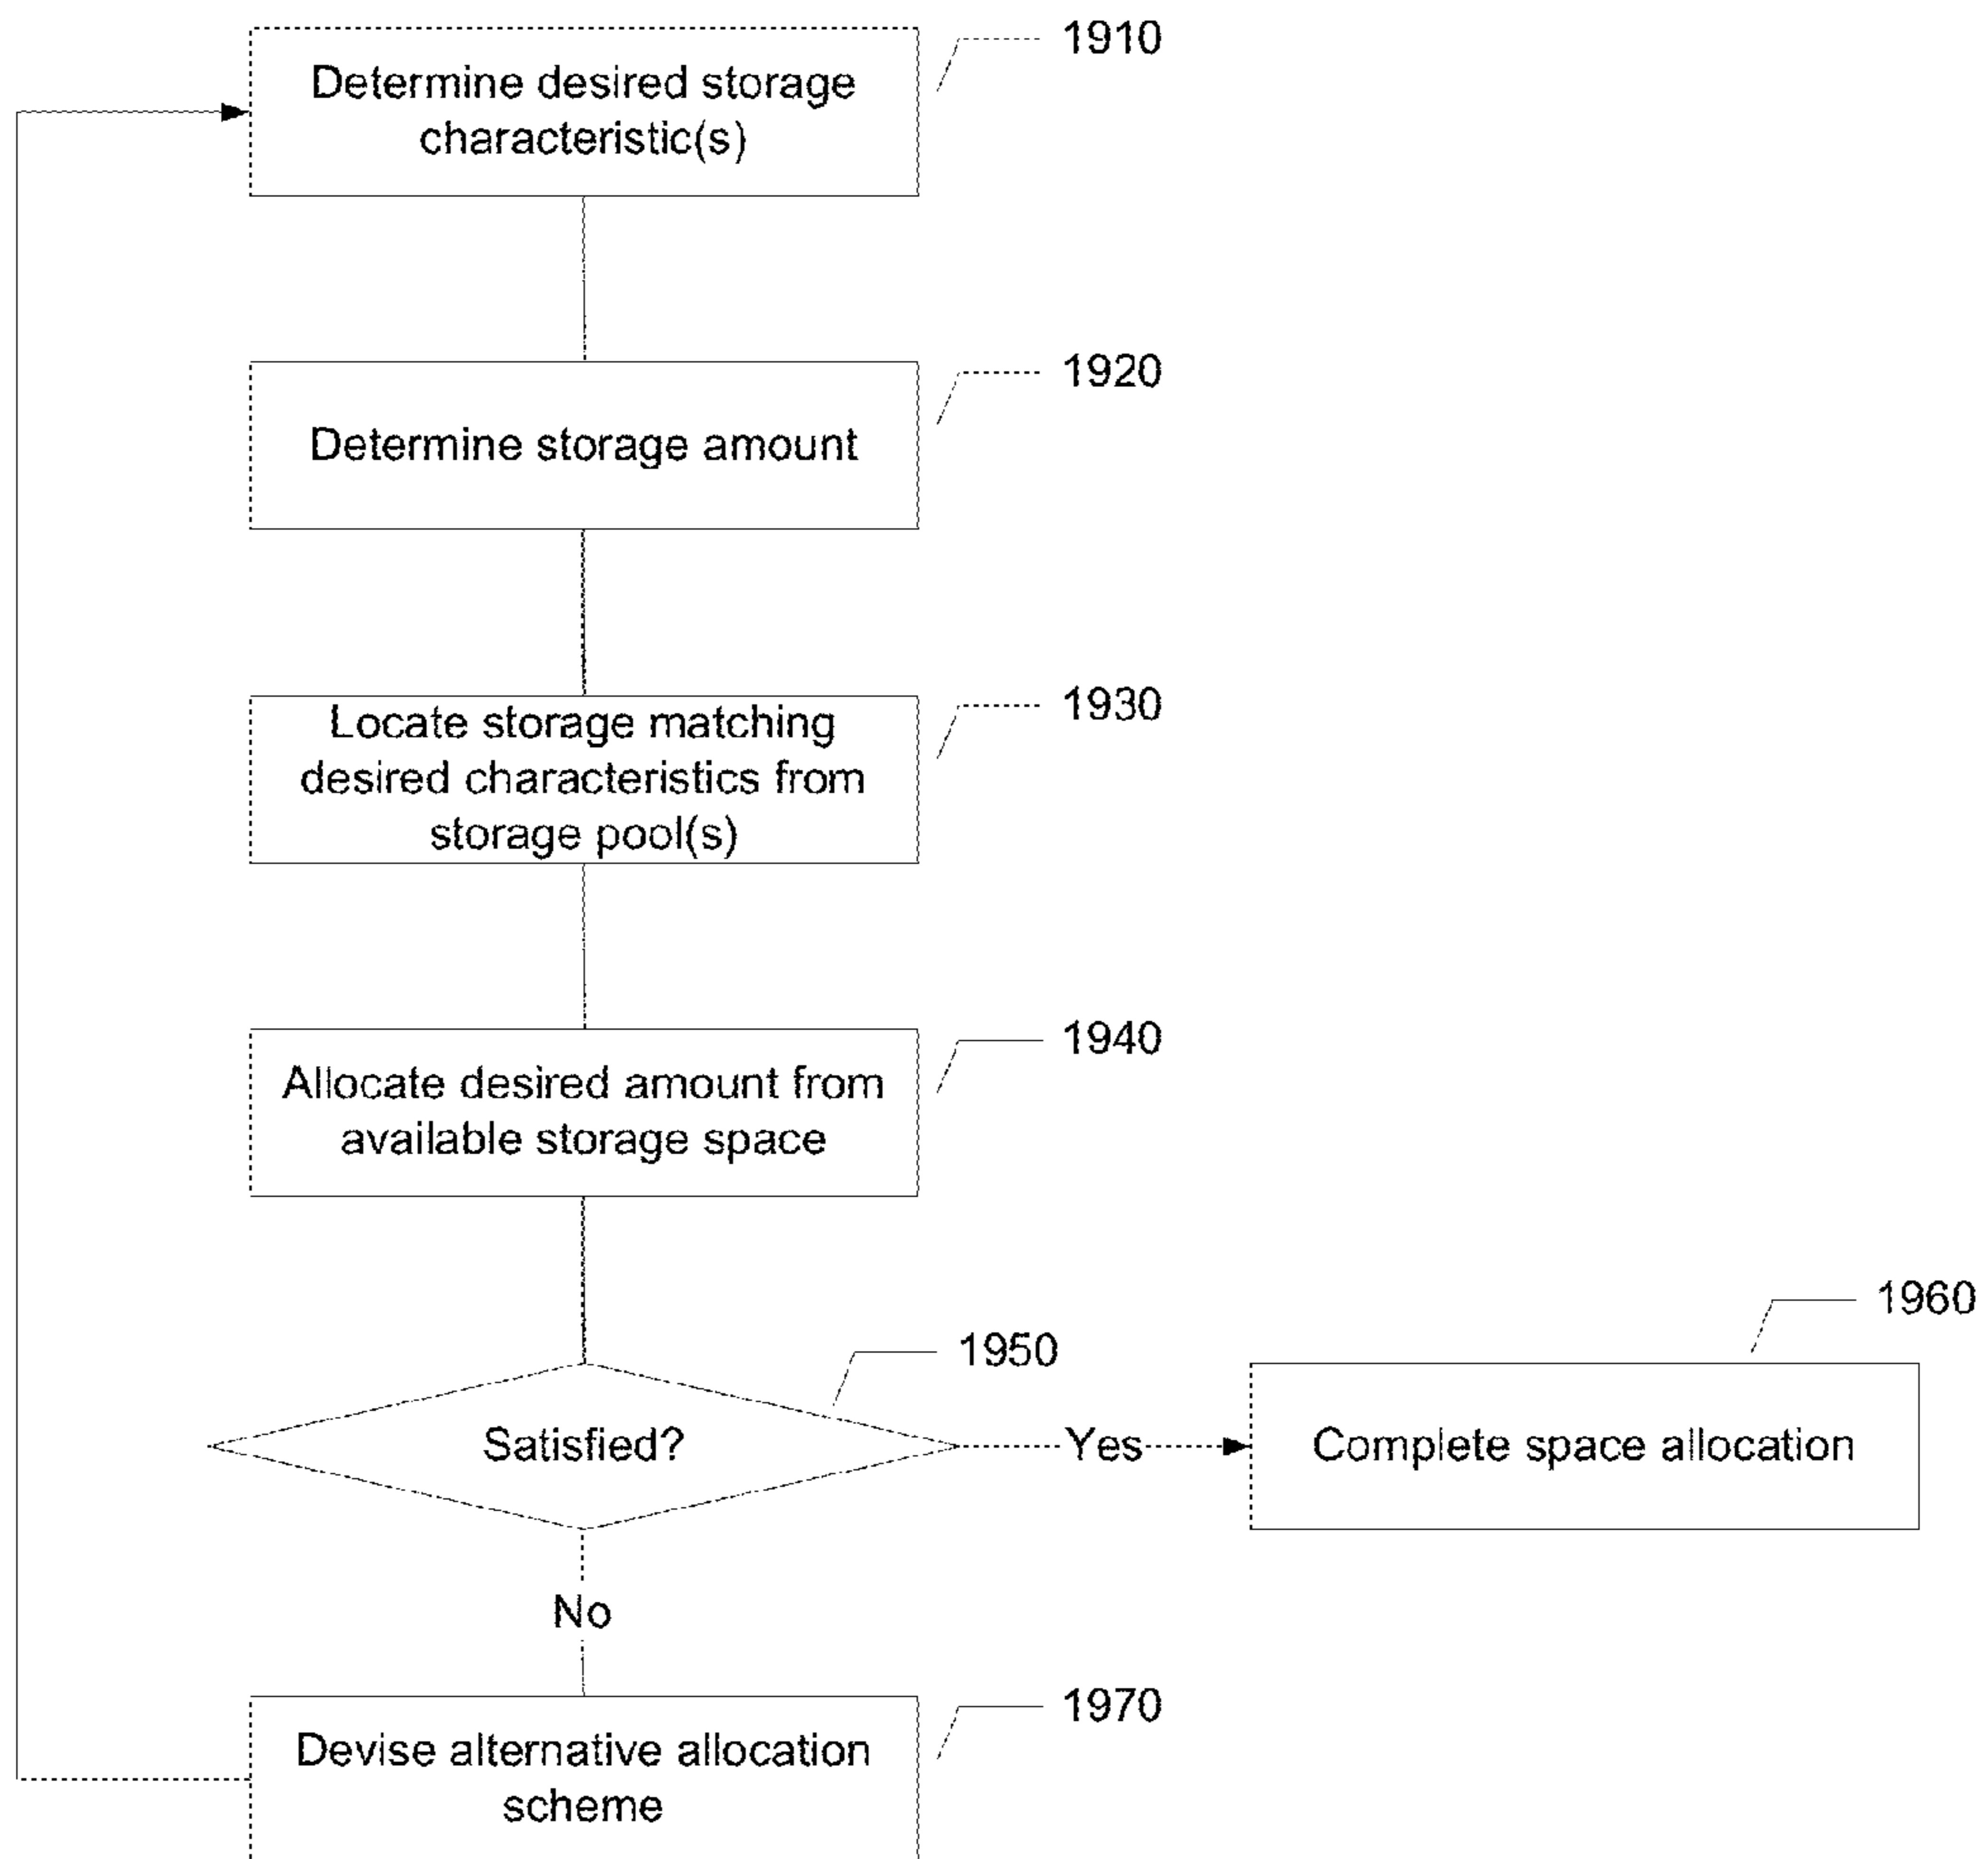 1910
Determine desired storage
characteristic(s)
1920
Determine storage amount
1930
Locate storage matching
desired characteristics from
storage pool(s)
1940
Allocate desired amount from
available storage space
1950
Satisfied?
Yes
1960
Complete space allocation
No
1970
Devise alternative allocation
scheme